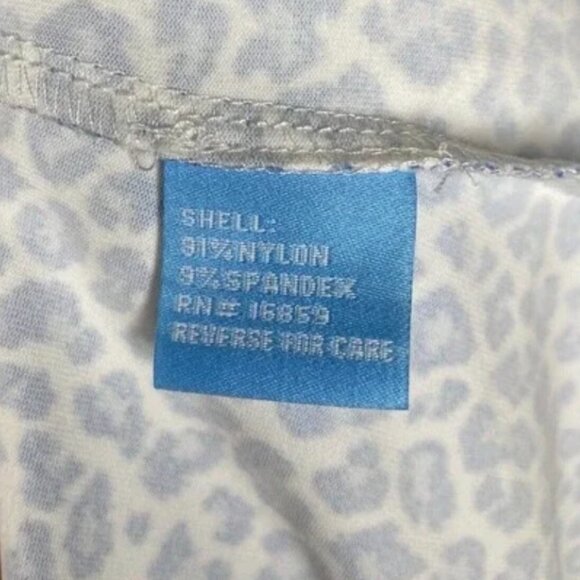 SHELL:
91%NYLON
9%SPANDEX
RN# 16859
REVERSE FOR CARE